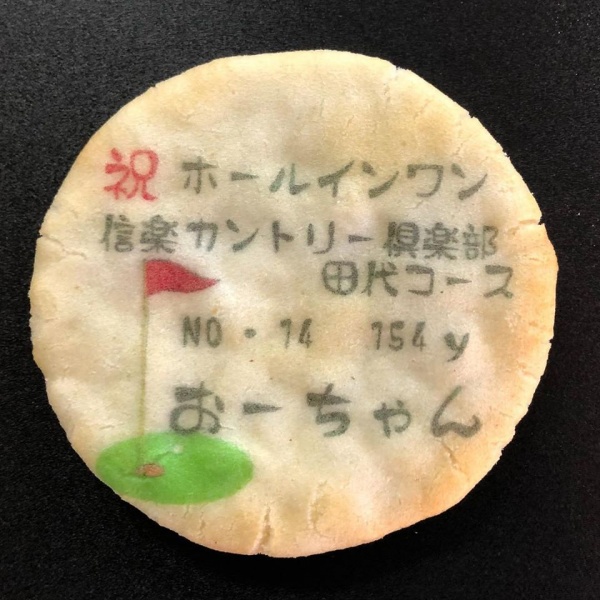 祝 ホールインワン
信楽カントリー倶楽部
田代コース
NO・14 154y
おーちゃん